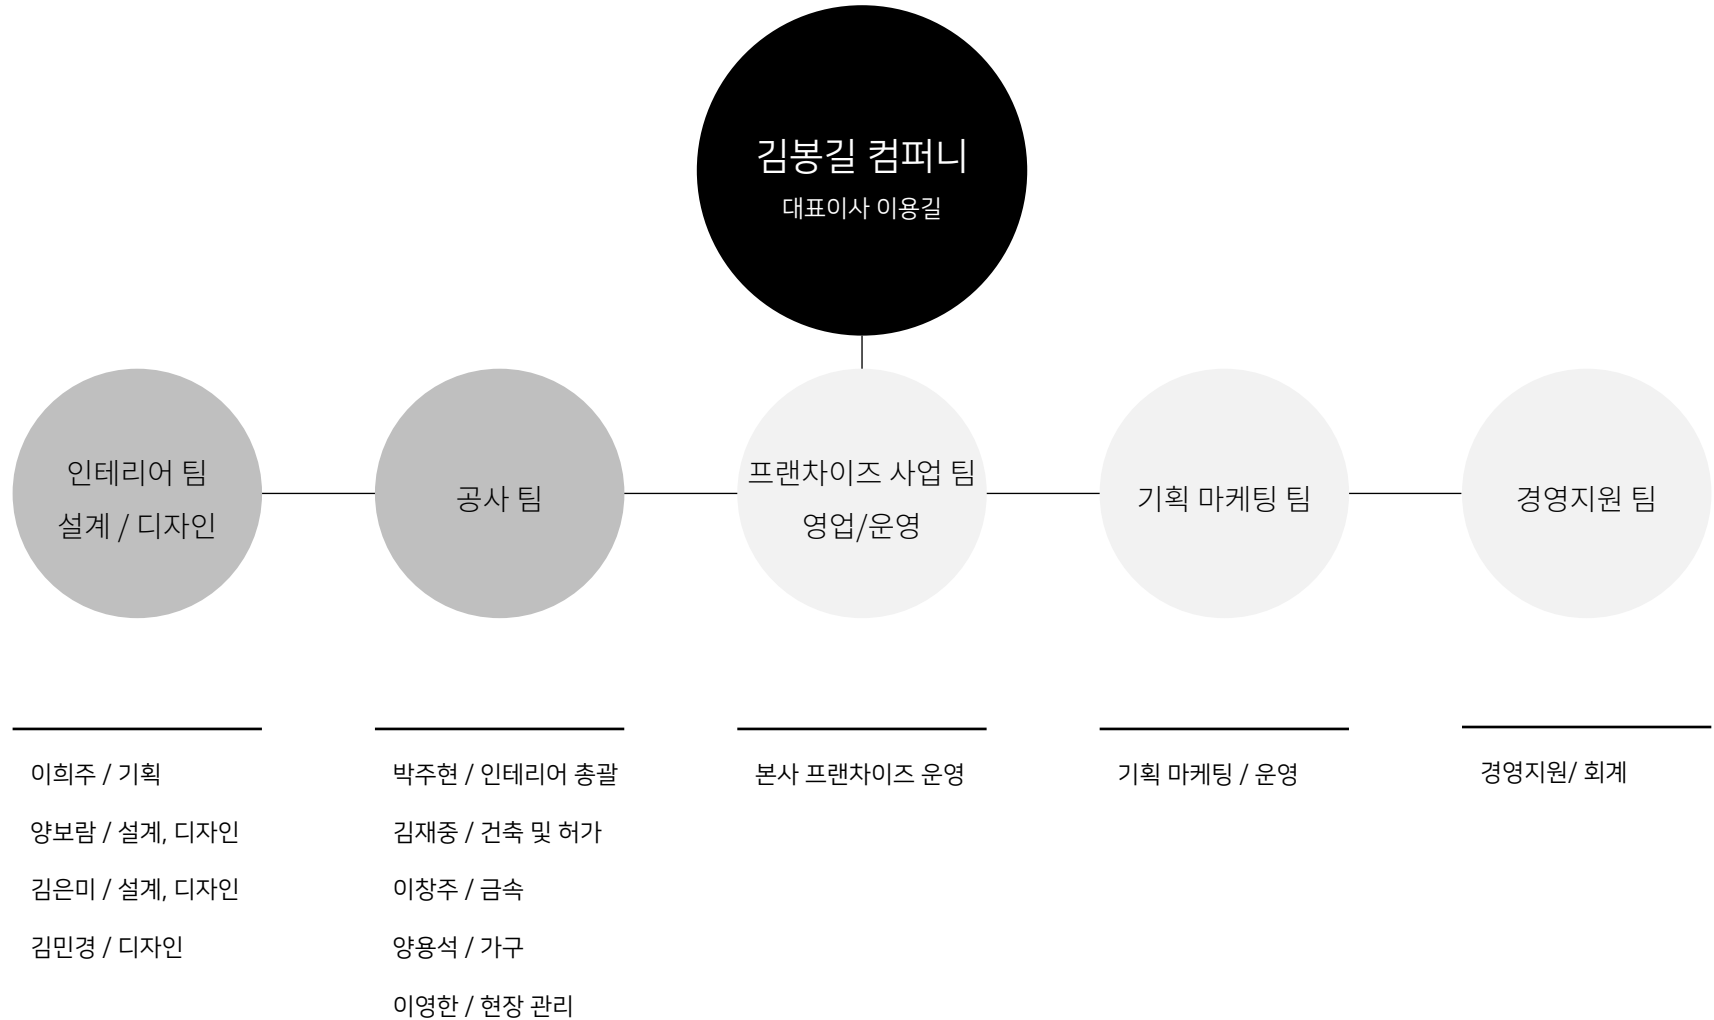 김봉길 컴퍼니
대표이사 이용길
인테리어 팀
설계 / 디자인
공사 팀
프랜차이즈 사업 팀
영업/운영
기획 마케팅 팀
경영지원 팀
이희주 / 기획
양보람 / 설계, 디자인
김은미 / 설계, 디자인
김민경 / 디자인
박주현 / 인테리어 총괄
김재중 / 건축 및 허가
이창주 / 금속
양용석 / 가구
이영한 / 현장 관리
본사 프랜차이즈 운영
기획 마케팅 / 운영
경영지원/ 회계